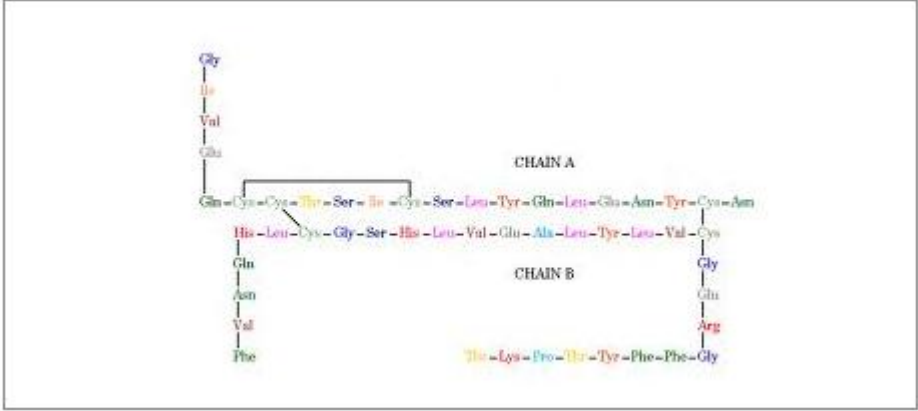 Gly
Ile
Val
Glu
CHAIN A
Gln-Cys-Cys-Thr-Ser-Ile-Cys-Ser-Leu-Tyr-Gln-Leu-Glu-Asn-Tyr-Cys-Asn
His-Leu-Cys-Gly-Ser-His-Leu-Val-Glu-Ala-Leu-Tyr-Leu-Val-Cys
Gln Gly
CHAIN B
Asn Glu
Val Arg
Phe Thr-Lys-Pro-Thr-Tyr-Phe-Phe-Gly